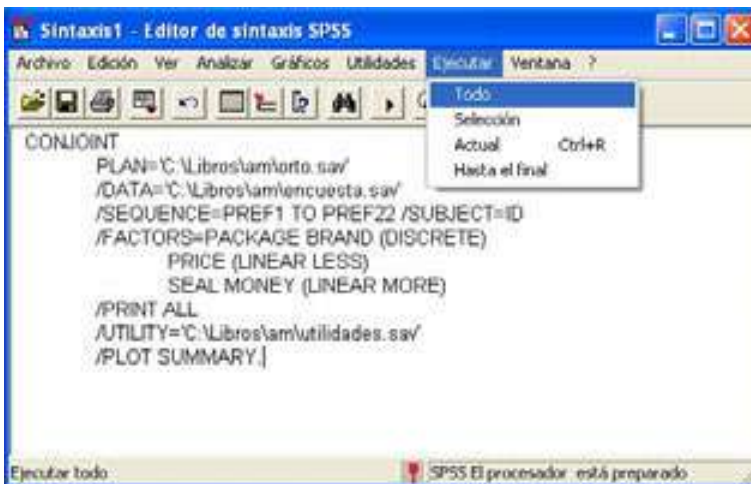 Sintaxis1 - Editor de sintaxis SPSS
Archivo Edición Ver Analizar Gráficos Utilidades Ejecutar Ventana ?
Todo
Selección
Actual Ctrl+R
Hasta el final
CONJOINT
PLAN='C:\Libros\am\orto.sav'
/DATA='C:\Libros\am\encuesta.sav'
/SEQUENCE=PREF1 TO PREF22 /SUBJECT=ID
/FACTORS=PACKAGE BRAND (DISCRETE)
PRICE (LINEAR LESS)
SEAL MONEY (LINEAR MORE)
/PRINT ALL
/UTILITY='C:\Libros\am\utilidades.sav'
/PLOT SUMMARY.
Ejecutar todo
SPSS El procesador está preparado